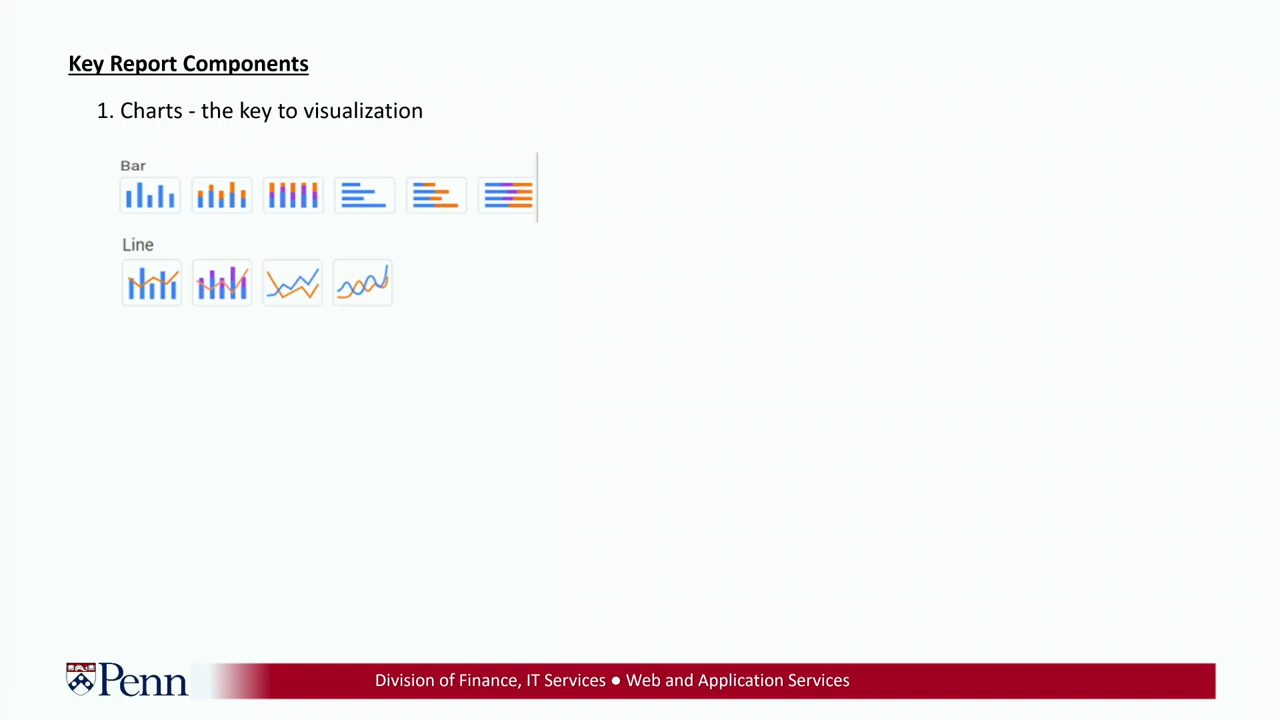 Key Report Components
1. Charts - the key to visualization
Bar
Line
Penn
Division of Finance, IT Services ● Web and Application Services